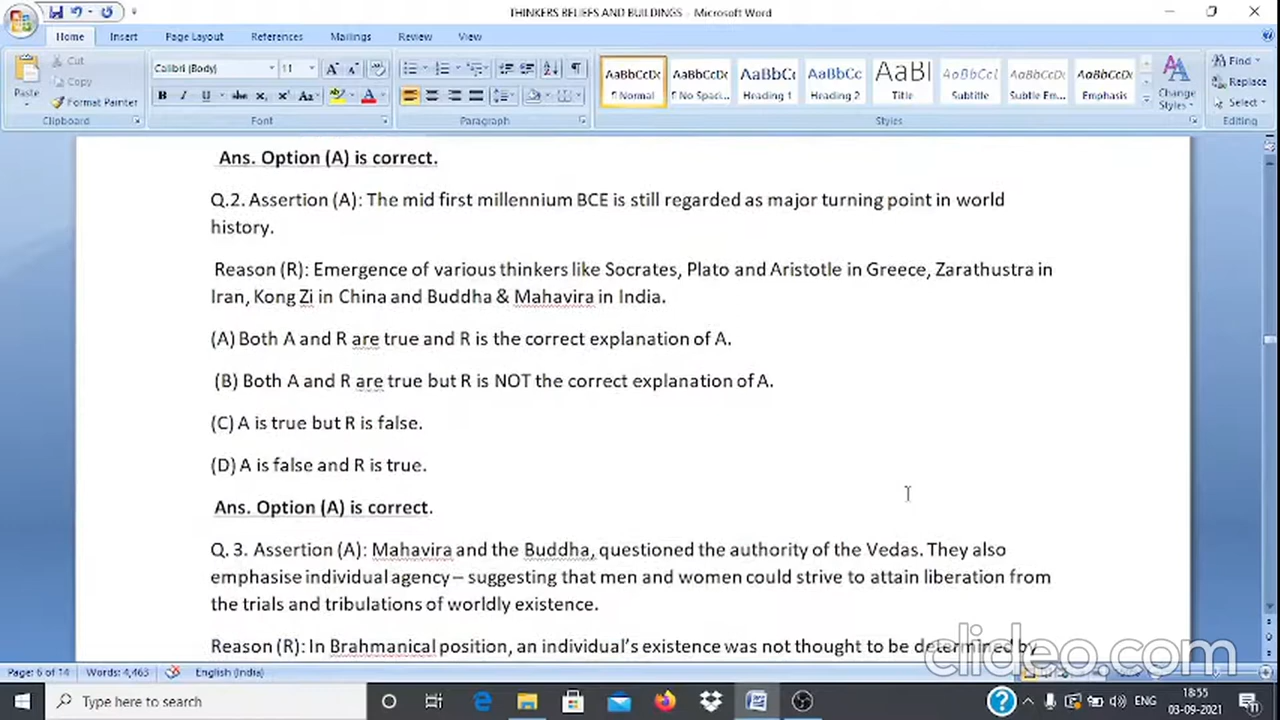 THINKERS BELIEFS AND BUILDINGS - Microsoft Word
Home Insert Page Layout References Mailings Review View
Paste
Cut
Copy
Format Painter
Clipboard
Calibri (Body) 11
Font
Paragraph
AaBbCcDc AaBbCcDc AaBbCc AaBbCc AaBl AaBbCcl AaBbCcDc AaBbCcDc
¶ Normal ¶ No Spaci... Heading 1 Heading 2 Title Subtitle Subtle Em... Emphasis
Change Styles
Styles
Find
Replace
Select
Editing
Ans. Option (A) is correct.
Q.2. Assertion (A): The mid first millennium BCE is still regarded as major turning point in world
history.
Reason (R): Emergence of various thinkers like Socrates, Plato and Aristotle in Greece, Zarathustra in
Iran, Kong Zi in China and Buddha & Mahavira in India.
(A) Both A and R are true and R is the correct explanation of A.
(B) Both A and R are true but R is NOT the correct explanation of A.
(C) A is true but R is false.
(D) A is false and R is true.
Ans. Option (A) is correct.
Q. 3. Assertion (A): Mahavira and the Buddha, questioned the authority of the Vedas. They also
emphasise individual agency – suggesting that men and women could strive to attain liberation from
the trials and tribulations of worldly existence.
Reason (R): In Brahmanical position, an individual's existence was not thought to be determined by
clideo.com
Page: 6 of 14 Words: 4,463 English (India)
Type here to search
ENG
18:55
03-09-2021